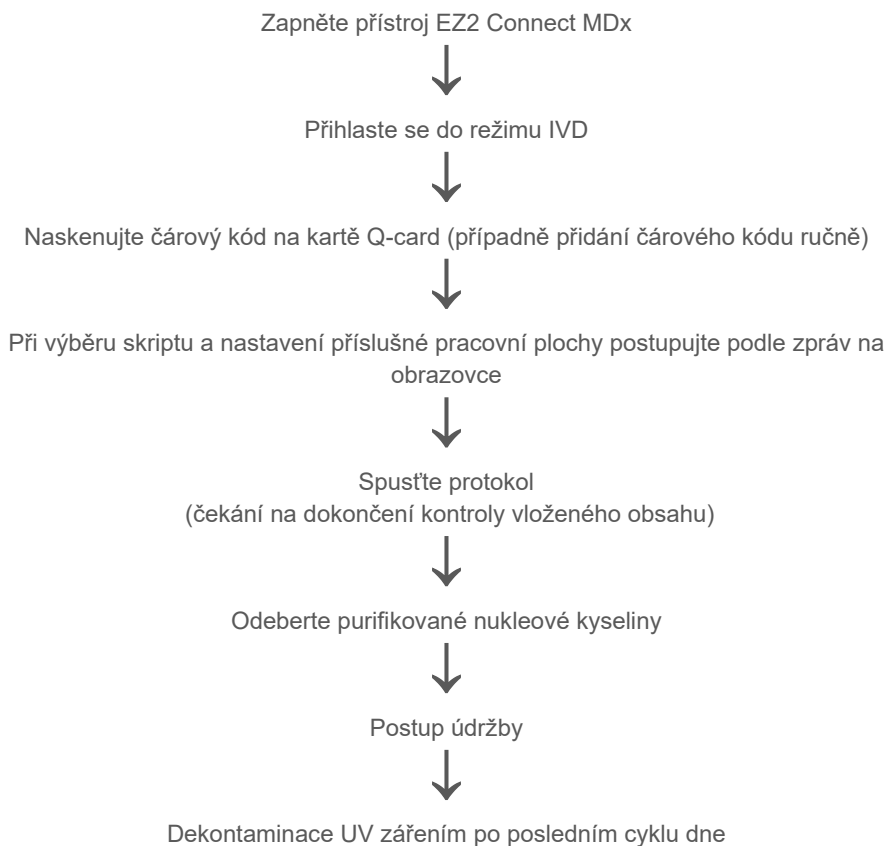 Zapněte přístroj EZ2 Connect MDx
Přihlaste se do režimu IVD
Naskenujte čárový kód na kartě Q-card (případně přidání čárového kódu ručně)
Při výběru skriptu a nastavení příslušné pracovní plochy postupujte podle zpráv na
obrazovce
Spusťte protokol
(čekání na dokončení kontroly vloženého obsahu)
Odeberte purifikované nukleové kyseliny
Postup údržby
Dekontaminace UV zářením po posledním cyklu dne